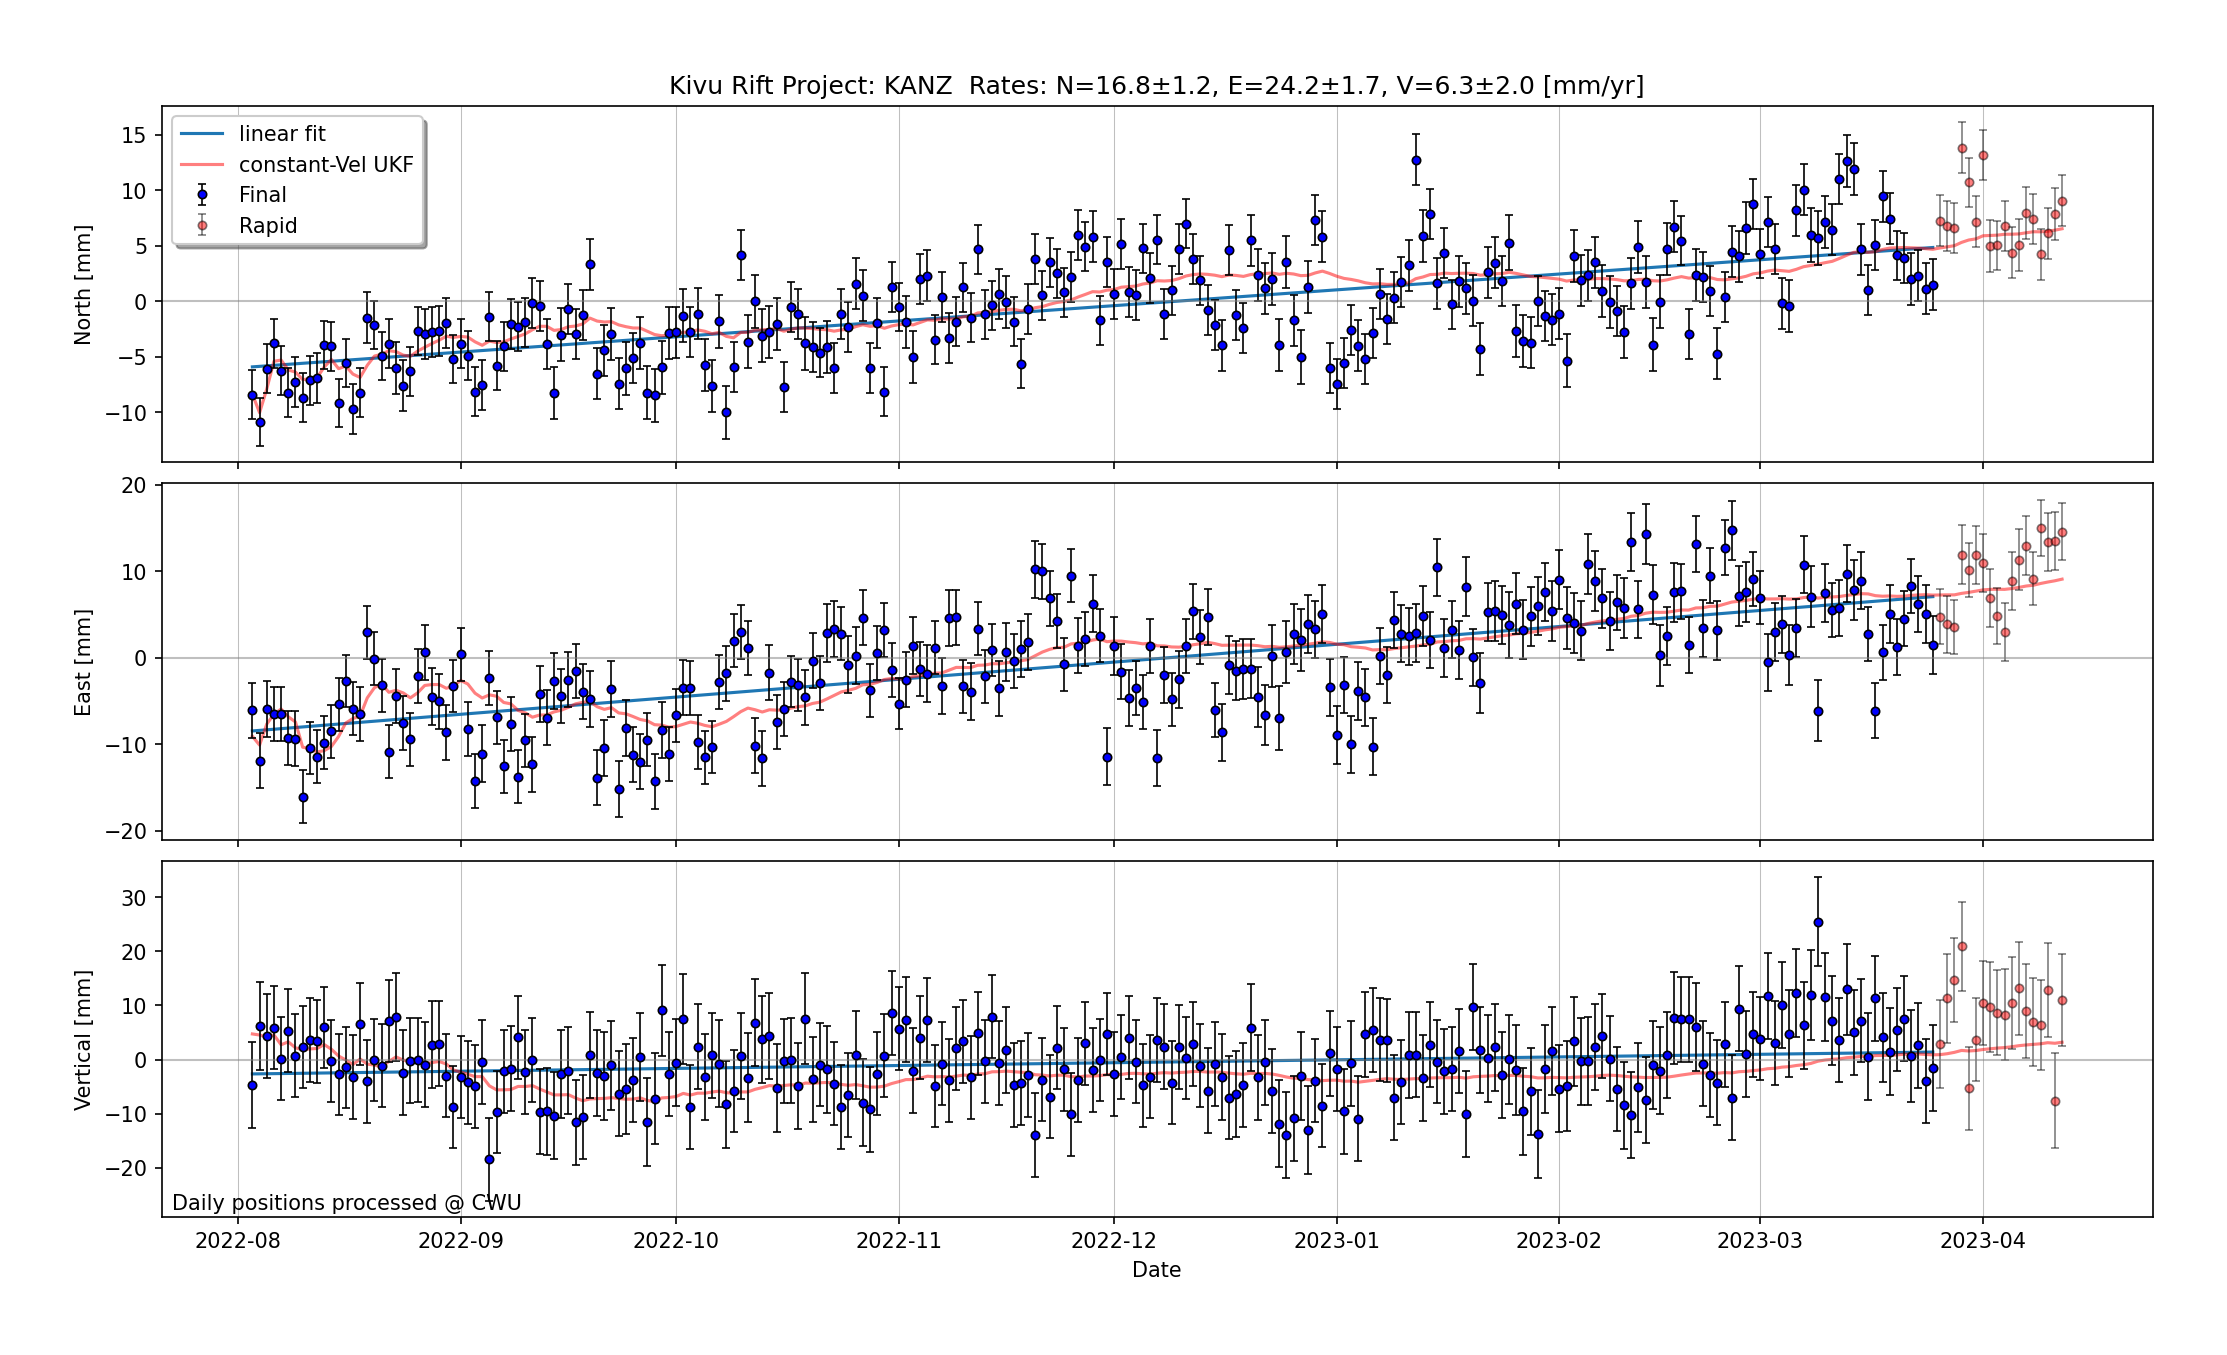 Kivu Rift Project: KANZ  Rates: N=16.8±1.2, E=24.2±1.7, V=6.3±2.0 [mm/yr]
linear fit
constant-Vel UKF
Final
Rapid
North [mm]
15
10
5
0
−5
−10
East [mm]
20
10
0
−10
−20
Vertical [mm]
30
20
10
0
−10
−20
Daily positions processed @ CWU
2022-08 2022-09 2022-10 2022-11 2022-12 2023-01 2023-02 2023-03 2023-04
Date